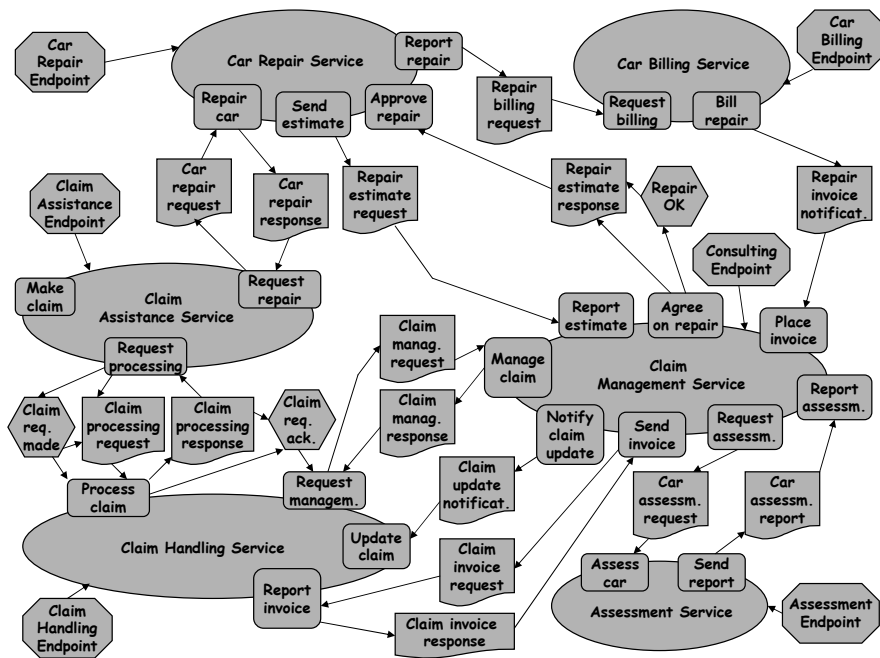 Car
Repair
Endpoint
Car Repair Service
Report
repair
Repair
car
Send
estimate
Approve
repair
Repair
billing
request
Car Billing Service
Request
billing
Bill
repair
Car
Billing
Endpoint
Claim
Assistance
Endpoint
Car
repair
request
Car
repair
response
Repair
estimate
request
Repair
estimate
response
Repair
OK
Repair
invoice
notificat.
Consulting
Endpoint
Make
claim
Claim
Assistance Service
Request
repair
Request
processing
Claim
manag.
request
Report
estimate
Agree
on repair
Place
invoice
Manage
claim
Claim
Management Service
Report
assessm.
Claim
req.
made
Claim
processing
request
Claim
processing
response
Claim
req.
ack.
Claim
manag.
response
Notify
claim
update
Send
invoice
Request
assessm.
Process
claim
Request
managem.
Claim
update
notificat.
Car
assessm.
request
Car
assessm.
report
Claim Handling Service
Update
claim
Claim
invoice
request
Assess
car
Send
report
Report
invoice
Claim invoice
response
Claim
Handling
Endpoint
Assessment Service
Assessment
Endpoint